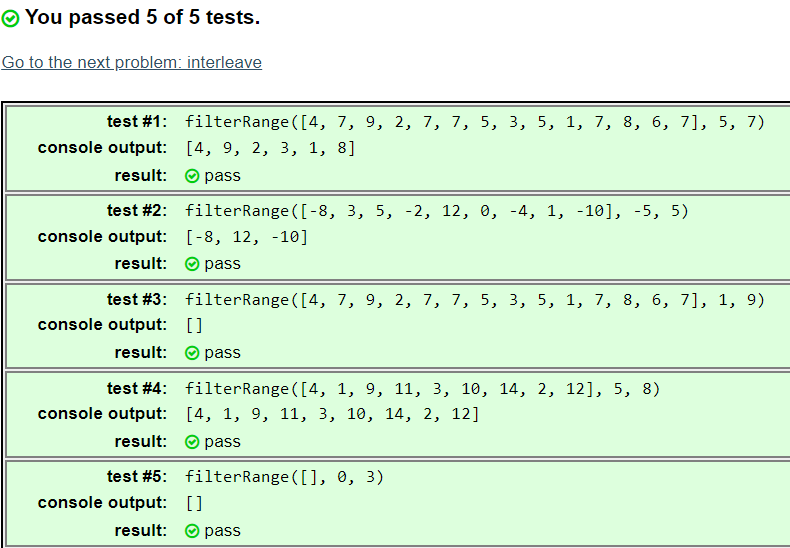 You passed 5 of 5 tests.
Go to the next problem: interleave
test #1: filterRange([4, 7, 9, 2, 7, 7, 5, 3, 5, 1, 7, 8, 6, 7], 5, 7)
console output: [4, 9, 2, 3, 1, 8]
result: pass
test #2: filterRange([-8, 3, 5, -2, 12, 0, -4, 1, -10], -5, 5)
console output: [-8, 12, -10]
result: pass
test #3: filterRange([4, 7, 9, 2, 7, 7, 5, 3, 5, 1, 7, 8, 6, 7], 1, 9)
console output: []
result: pass
test #4: filterRange([4, 1, 9, 11, 3, 10, 14, 2, 12], 5, 8)
console output: [4, 1, 9, 11, 3, 10, 14, 2, 12]
result: pass
test #5: filterRange([], 0, 3)
console output: []
result: pass